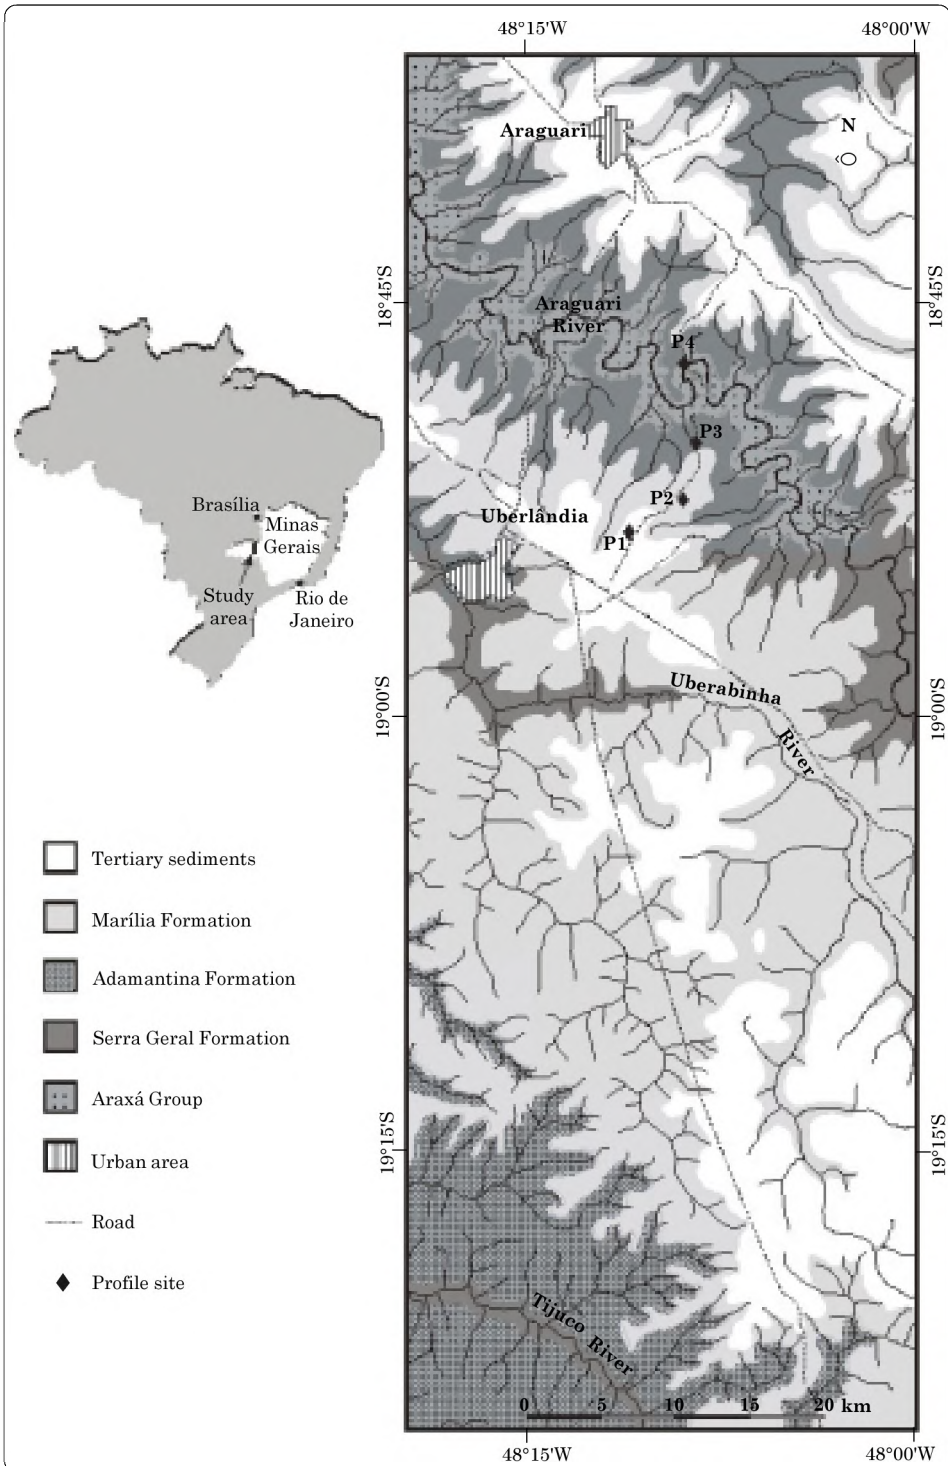 48°15'W
48°00'W
Araguari
N
18°45'S
18°45'S
Araguari
River
P4
P3
P2
P1
Uberlândia
Brasília
Minas
Gerais
Study
area
Rio de
Janeiro
19°00'S
19°00'S
Uberabinha
River
Tertiary sediments
Marília Formation
Adamantina Formation
Serra Geral Formation
Araxá Group
Urban area
Road
Profile site
19°15'S
19°15'S
Tijuco River
0 5 10 15 20 km
48°15'W
48°00'W